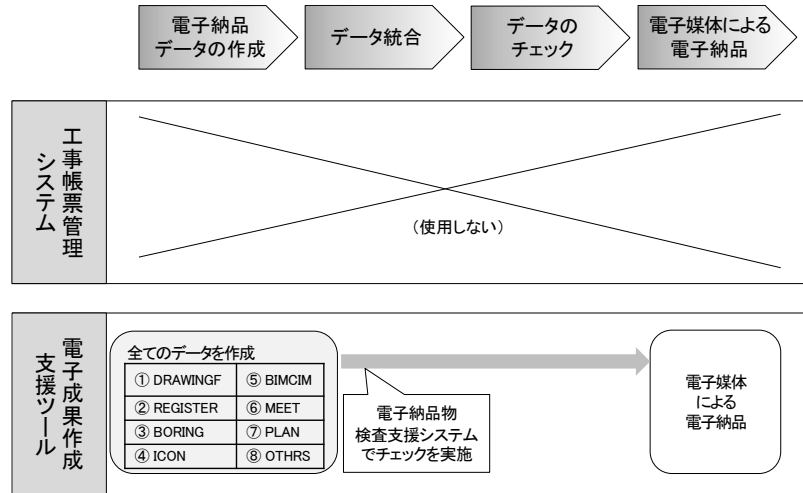 電子納品
データの作成
データ統合
データの
チェック
電子媒体による
電子納品
工事帳票管理
システム
(使用しない)
電子成果作成
支援ツール
全てのデータを作成
① DRAWINGF
⑤ BIMCIM
② REGISTER
⑥ MEET
③ BORING
⑦ PLAN
④ ICON
⑧ OTHRS
電子納品物
検査支援システム
でチェックを実施
電子媒体
による
電子納品